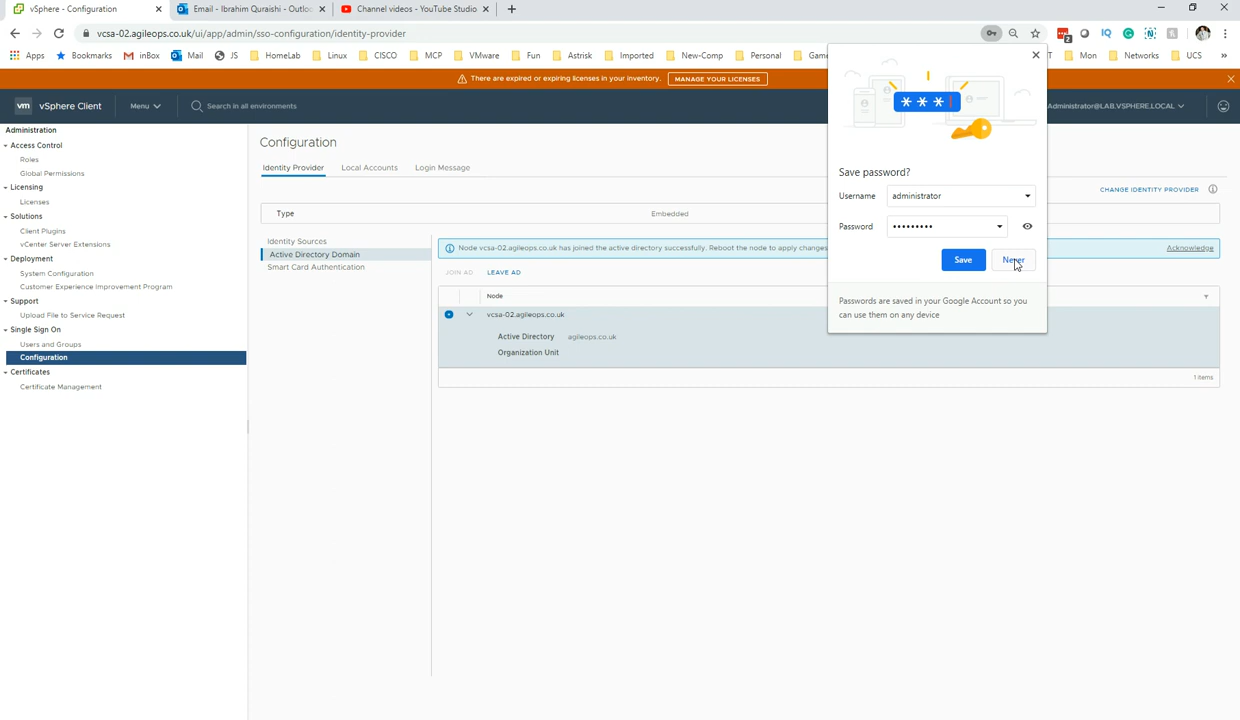 vSphere - Configuration
Email - Ibrahim Quraishi - Outloo
Channel videos - YouTube Studio
vcsa-02.agileops.co.uk/ui/app/admin/sso-configuration/identity-provider
Apps
Bookmarks
inBox
Mail
JS
HomeLab
Linux
CISCO
MCP
VMware
Fun
Astrisk
Imported
New-Comp
Personal
Gam
T
Mon
Networks
UCS
»
There are expired or expiring licenses in your inventory.
MANAGE YOUR LICENSES
vm
vSphere Client
Menu
Search in all environments
Administrator@LAB.VSPHERE.LOCAL
Administration
Access Control
Roles
Global Permissions
Licensing
Licenses
Solutions
Client Plugins
vCenter Server Extensions
Deployment
System Configuration
Customer Experience Improvement Program
Support
Upload File to Service Request
Single Sign On
Users and Groups
Configuration
Certificates
Certificate Management
Configuration
Identity Provider
Local Accounts
Login Message
CHANGE IDENTITY PROVIDER
Type
Embedded
Identity Sources
Active Directory Domain
Smart Card Authentication
Node vcsa-02.agileops.co.uk has joined the active directory successfully. Reboot the node to apply changes
Acknowledge
JOIN AD
LEAVE AD
Node
vcsa-02.agileops.co.uk
Active Directory
agileops.co.uk
Organization Unit
1 items
* * *
Save password?
Username
administrator
Password
•••••••••
Save
Never
Passwords are saved in your Google Account so you
can use them on any device
2
IQ
N